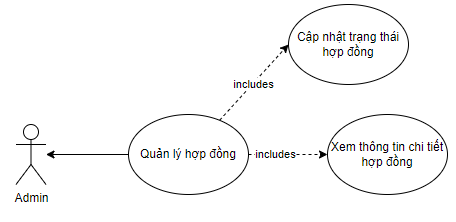 Cập nhật trạng thái
hợp đồng
includes
Quản lý hợp đồng
includes
Xem thông tin chi tiết
hợp đồng
Admin